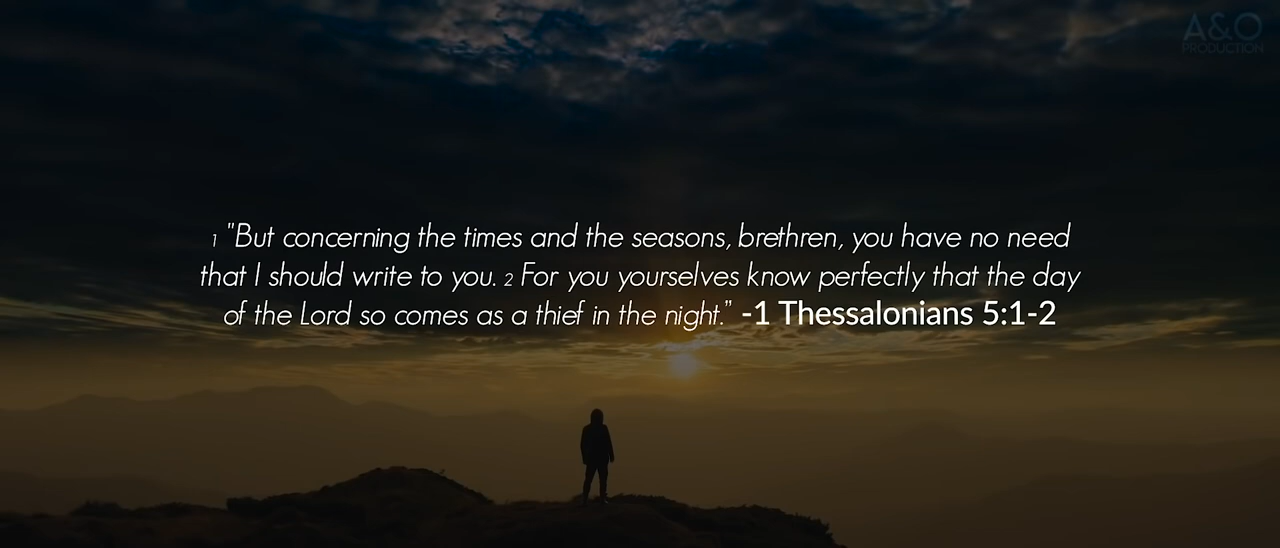 A&O
PRODUCTION
1 "But concerning the times and the seasons, brethren, you have no need
that I should write to you. 2 For you yourselves know perfectly that the day
of the Lord so comes as a thief in the night." -1 Thessalonians 5:1-2